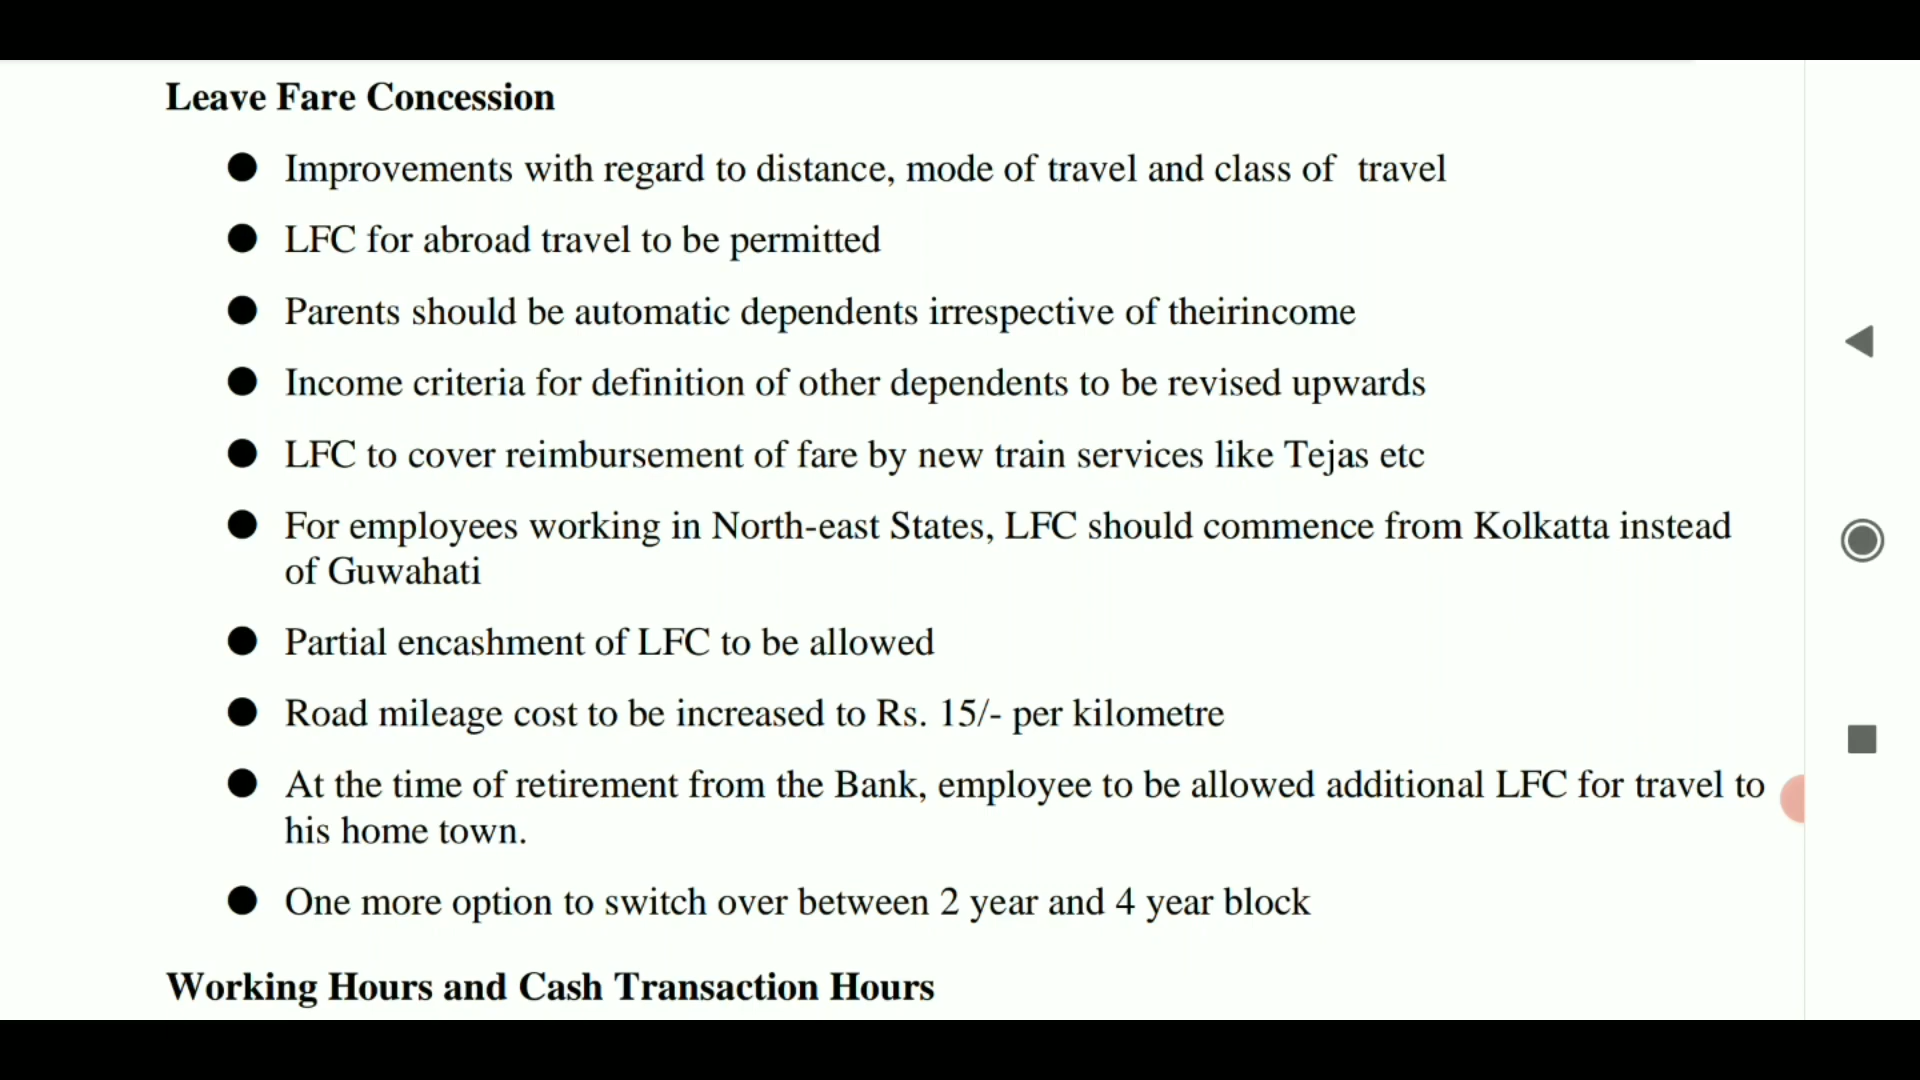 Leave Fare Concession
● Improvements with regard to distance, mode of travel and class of travel
● LFC for abroad travel to be permitted
● Parents should be automatic dependents irrespective of theirincome
● Income criteria for definition of other dependents to be revised upwards
● LFC to cover reimbursement of fare by new train services like Tejas etc
● For employees working in North-east States, LFC should commence from Kolkatta instead
of Guwahati
● Partial encashment of LFC to be allowed
● Road mileage cost to be increased to Rs. 15/- per kilometre
● At the time of retirement from the Bank, employee to be allowed additional LFC for travel to
his home town.
● One more option to switch over between 2 year and 4 year block
Working Hours and Cash Transaction Hours